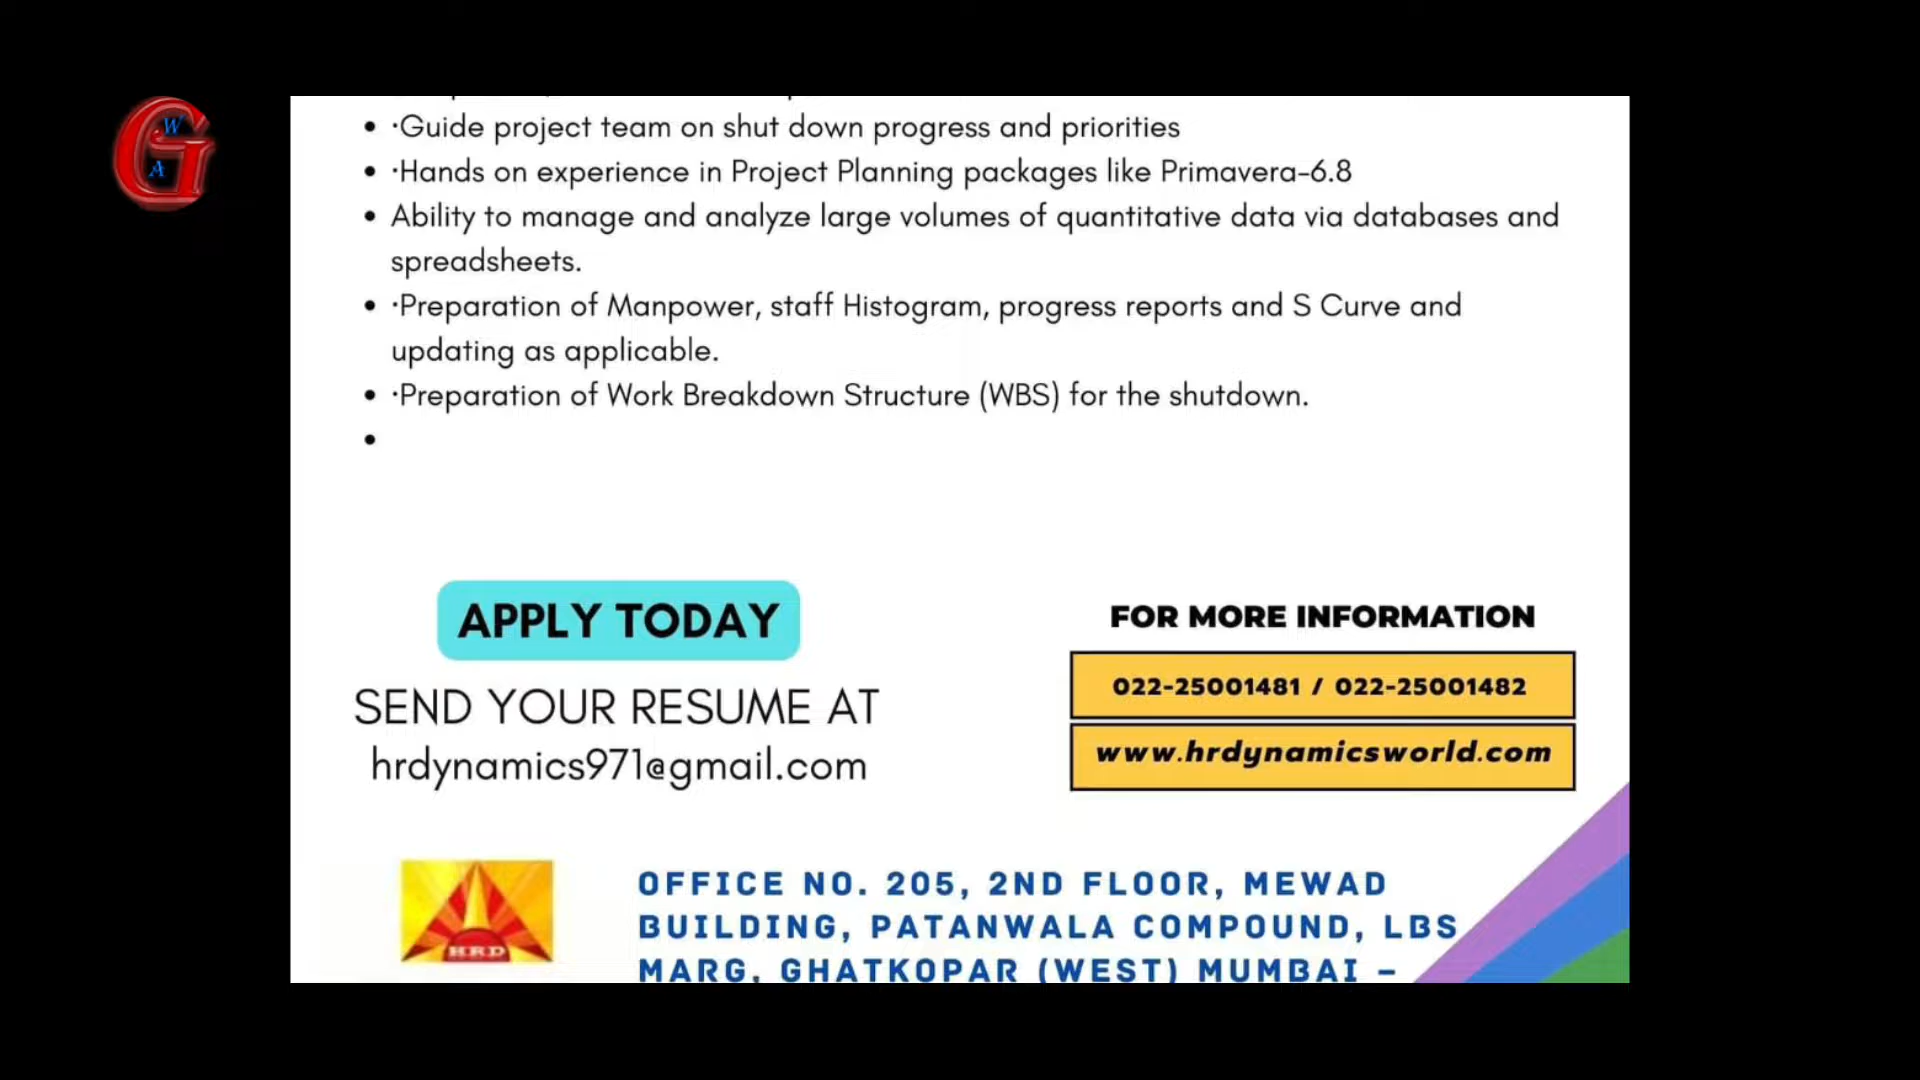 W
G
A
·Guide project team on shut down progress and priorities
·Hands on experience in Project Planning packages like Primavera-6.8
Ability to manage and analyze large volumes of quantitative data via databases and
spreadsheets.
·Preparation of Manpower, staff Histogram, progress reports and S Curve and
updating as applicable.
·Preparation of Work Breakdown Structure (WBS) for the shutdown.
APPLY TODAY
SEND YOUR RESUME AT
hrdynamics971@gmail.com
FOR MORE INFORMATION
022-25001481 / 022-25001482
www.hrdynamicsworld.com
HRD
OFFICE NO. 205, 2ND FLOOR, MEWAD
BUILDING, PATANWALA COMPOUND, LBS
MARG, GHATKOPAR (WEST) MUMBAI –